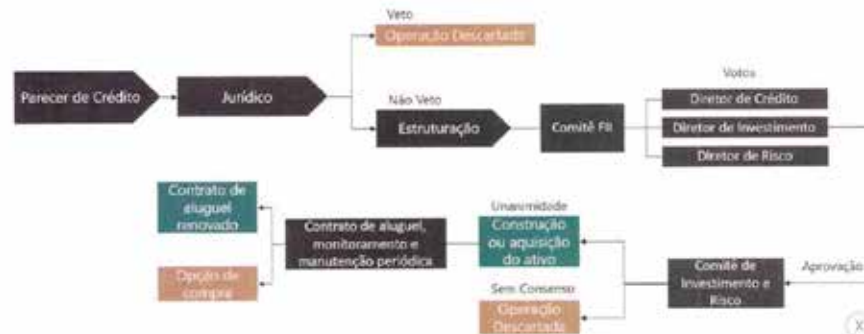 Veto
Operação Descartada
Parecer de Crédito
Jurídico
Não Veto
Estruturação
Comitê FII
Votos
Diretor de Crédito
Diretor de Investimento
Diretor de Risco
Contrato de
aluguel
renovado
Opção de
compra
Contrato de aluguel,
monitoramento e
manutenção periódica
Unanimidade
Construção
ou aquisição
do ativo
Sem Consenso
Operação
Descartada
Comitê de
Investimento e
Risco
Aprovação
X